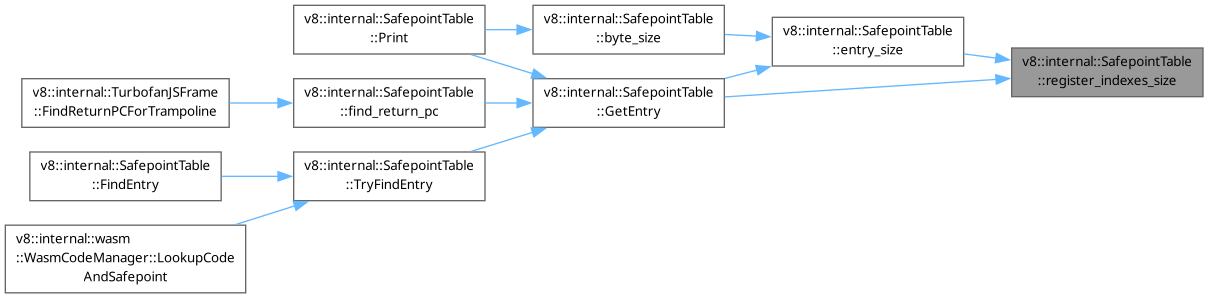 v8::internal::SafepointTable
::Print
v8::internal::SafepointTable
::byte_size
v8::internal::SafepointTable
::entry_size
v8::internal::SafepointTable
::register_indexes_size
v8::internal::TurbofanJSFrame
::FindReturnPCForTrampoline
v8::internal::SafepointTable
::find_return_pc
v8::internal::SafepointTable
::GetEntry
v8::internal::SafepointTable
::FindEntry
v8::internal::SafepointTable
::TryFindEntry
v8::internal::wasm
::WasmCodeManager::LookupCode
AndSafepoint